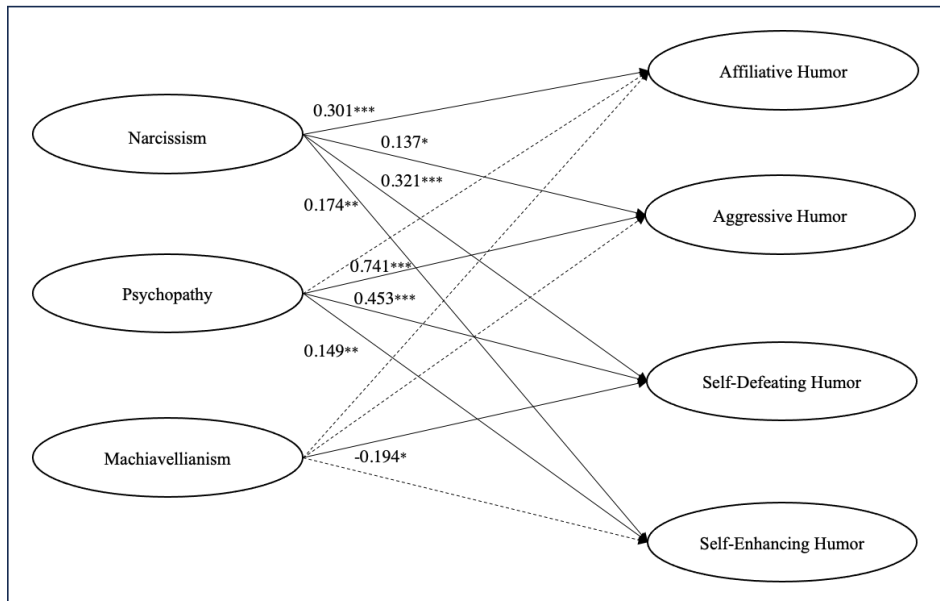 Affiliative Humor
0.301***
Narcissism
0.137*
0.321***
0.174**
Aggressive Humor
0.741***
Psychopathy
0.453***
0.149**
Self-Defeating Humor
Machiavellianism
-0.194*
Self-Enhancing Humor